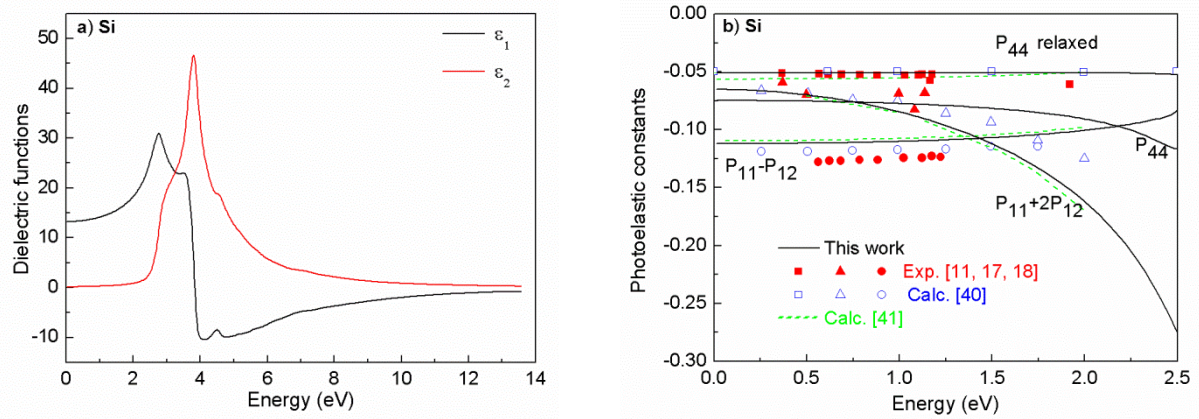 a) Si
ε1
ε2
50
40
30
20
10
0
-10
Dielectric functions
0 2 4 6 8 10 12 14
Energy (eV)
b) Si
P44 relaxed
P44
P11-P12
P11+2P12
This work
Exp. [11, 17, 18]
Calc. [40]
Calc. [41]
0.00
-0.05
-0.10
-0.15
-0.20
-0.25
-0.30
Photoelastic constants
0.0 0.5 1.0 1.5 2.0 2.5
Energy (eV)